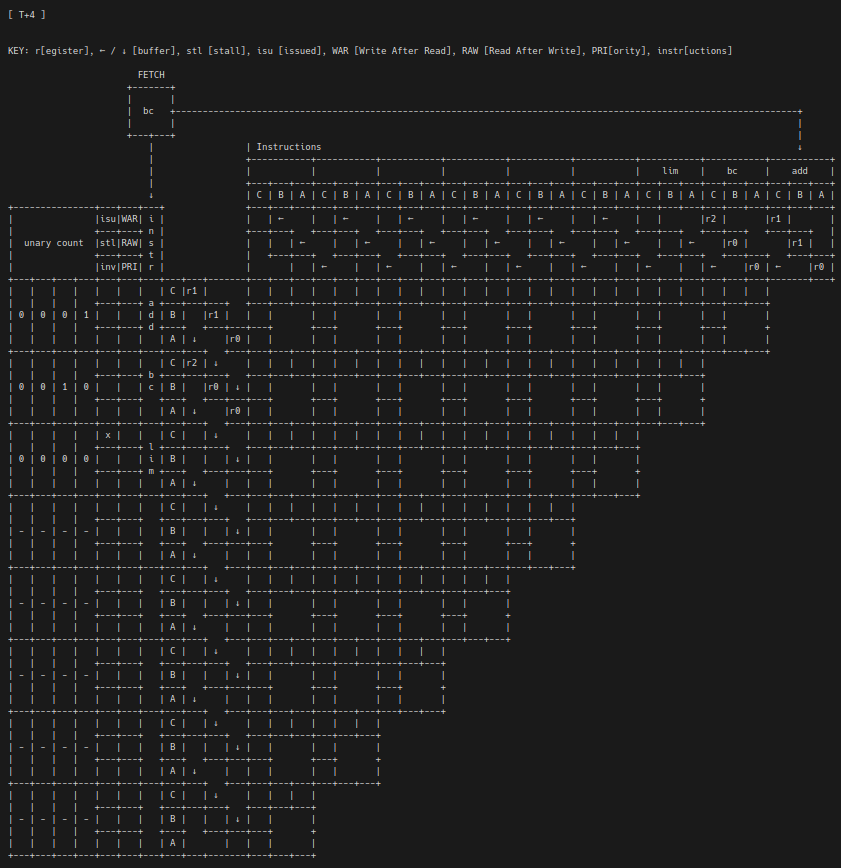 [ T+4 ]
KEY: r[egister], ← / ↓ [buffer], stl [stall], isu [issued], WAR [Write After Read], RAW [Read After Write], PRI[ority], instr[uctions]
FETCH
bc
Instructions
lim bc add
C B A C B A C B A C B A C B A C B A C B A C B A C B A
isu WAR i ← ← ← ← ← ← r2 r1
n
unary count stl RAW s ← ← ← ← ← ← ← r0 r1
t
inv PRI r ← ← ← ← ← ← ← ← r0 ← r0
C r1
a
0 0 0 1 d B r1
d
A ↓ r0
C r2 ↓
b
0 0 1 0 c B r0 ↓
A ↓ r0
x C ↓
l
0 0 0 0 i B ↓
m A ↓
C ↓
- - - - B ↓
A ↓
C ↓
- - - - B ↓
A ↓
C ↓
- - - - B ↓
A ↓
C ↓
- - - - B ↓
A ↓
C ↓
- - - - B ↓
A